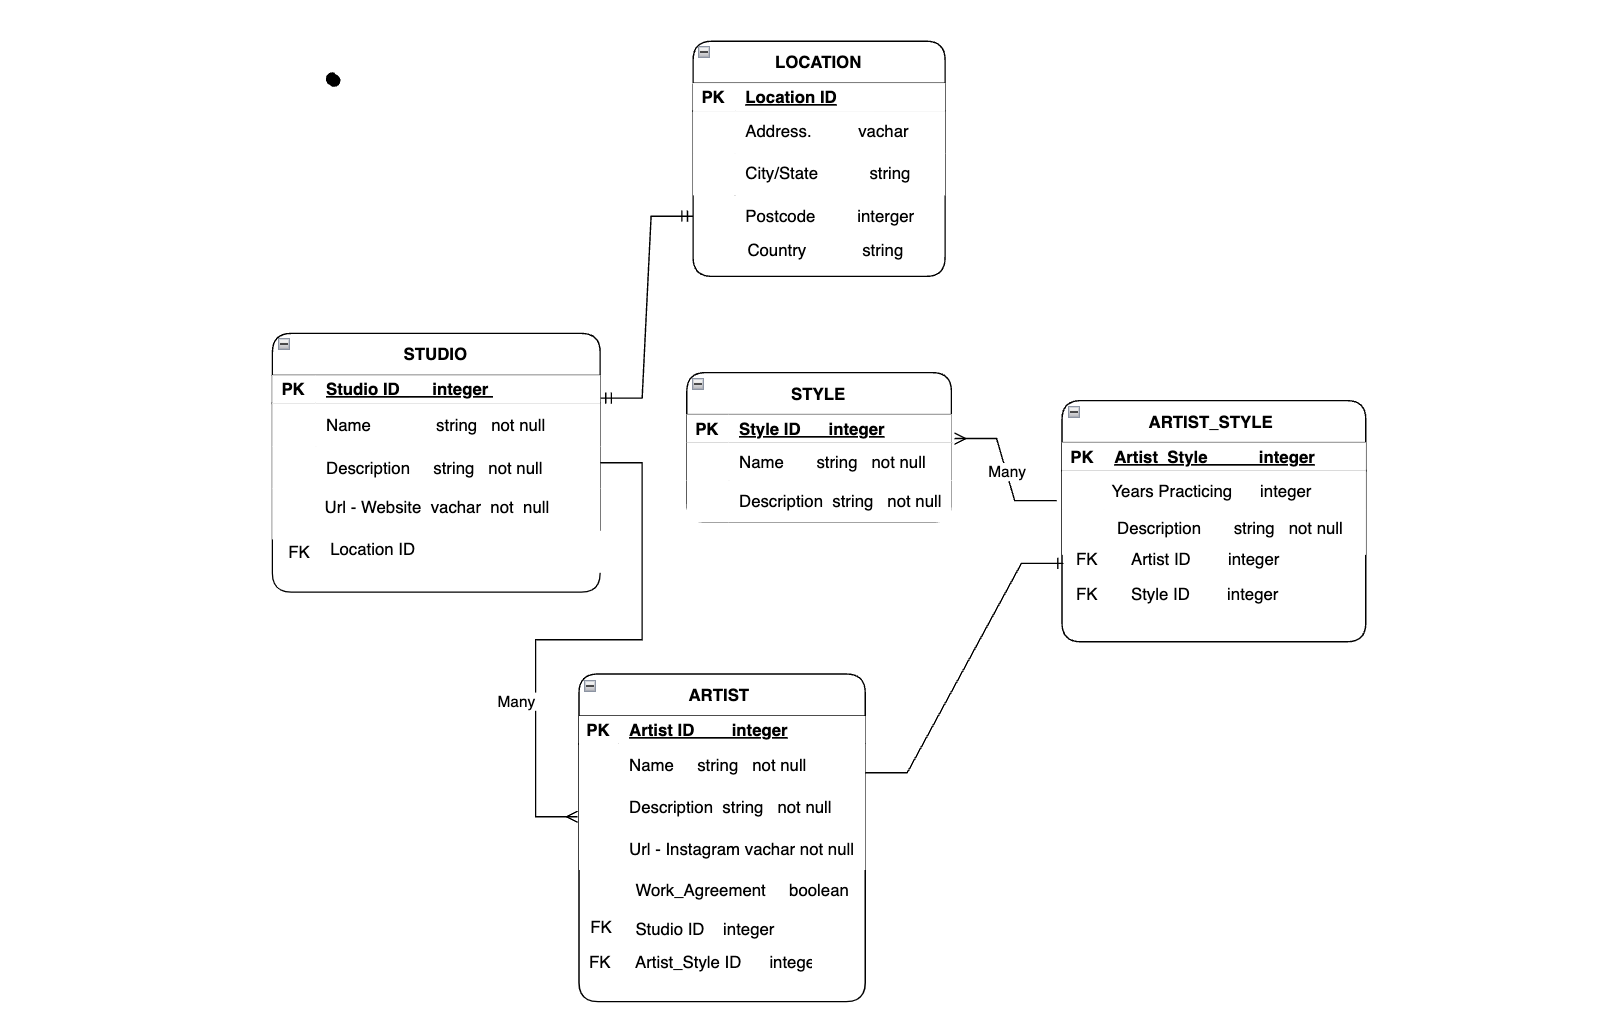 LOCATION
PK Location ID
Address. vachar
City/State string
Postcode interger
Country string
STUDIO
PK Studio ID integer
Name string not null
Description string not null
Url - Website vachar not null
FK Location ID
STYLE
PK Style ID integer
Name string not null
Description string not null
Many
ARTIST_STYLE
PK Artist_Style integer
Years Practicing integer
Description string not null
FK Artist ID integer
FK Style ID integer
Many
ARTIST
PK Artist ID integer
Name string not null
Description string not null
Url - Instagram vachar not null
Work_Agreement boolean
FK Studio ID integer
FK Artist_Style ID intege